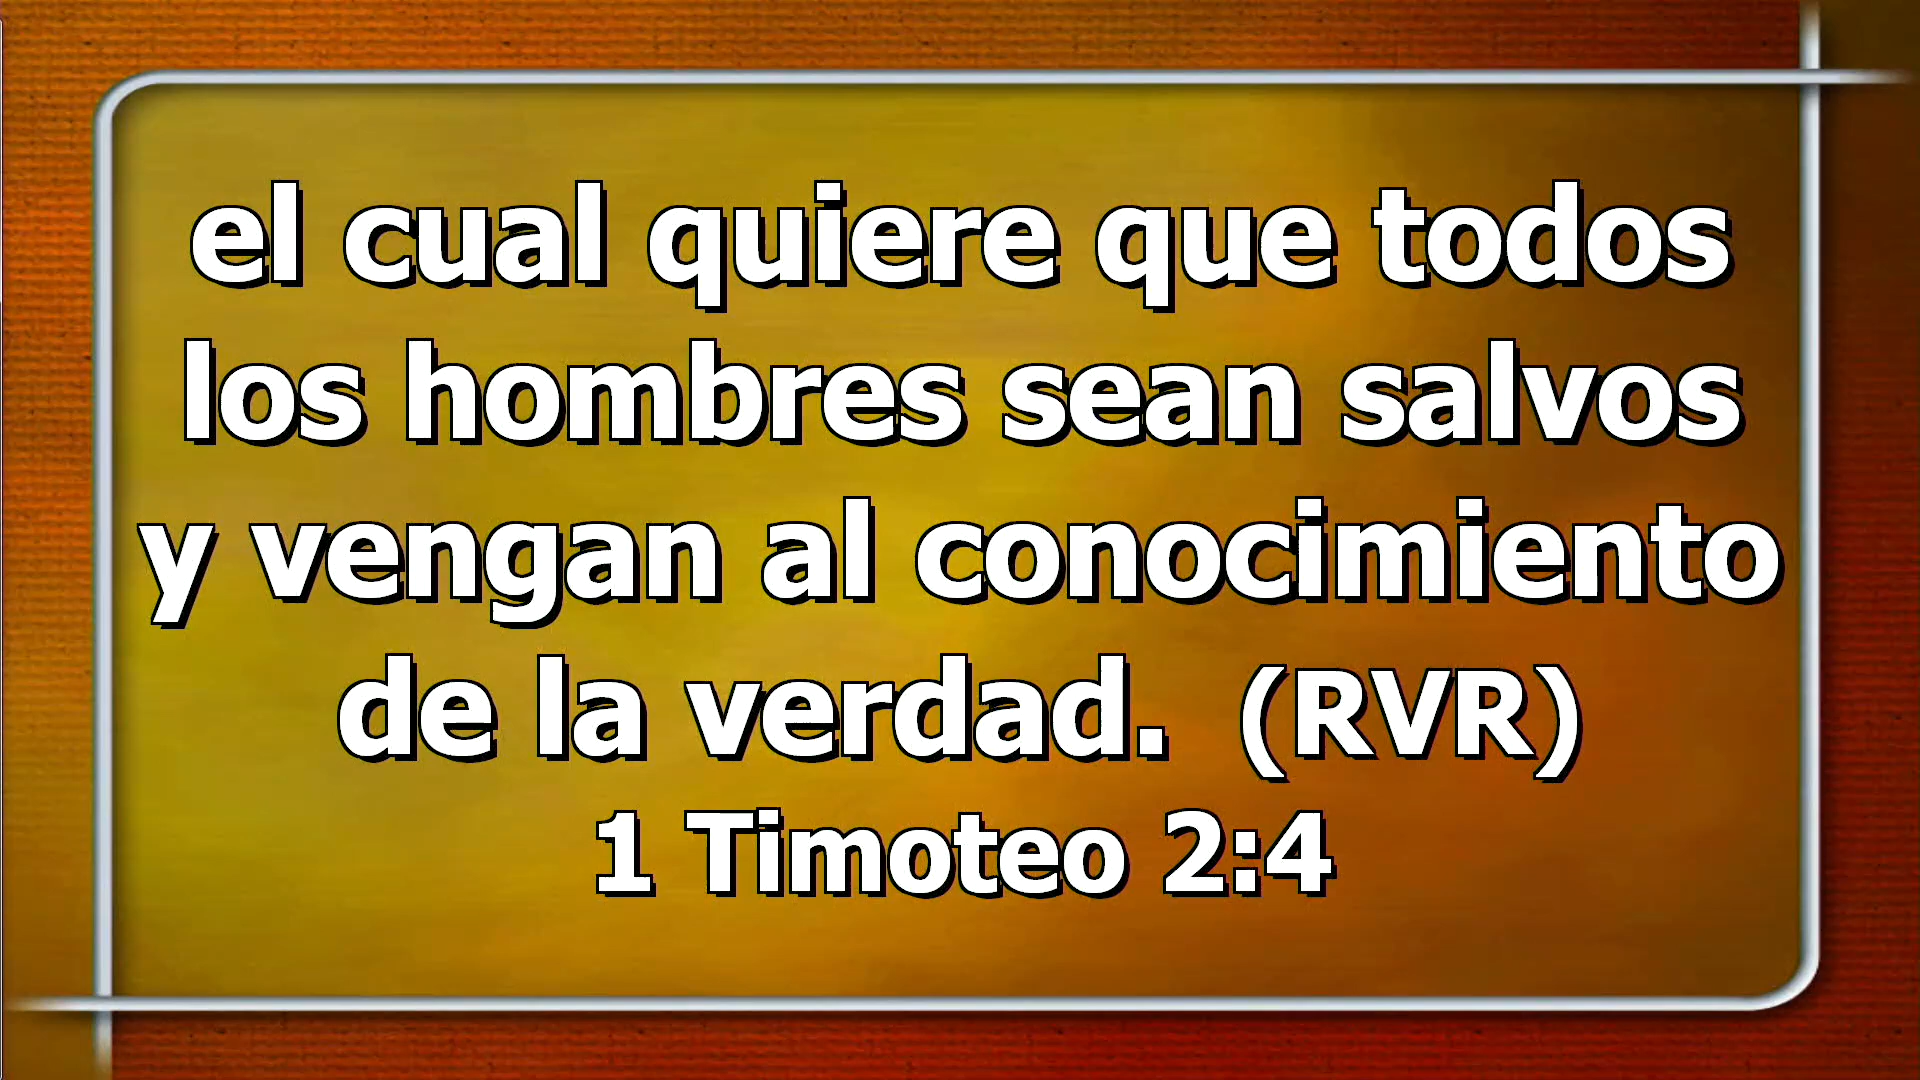 el cual quiere que todos
los hombres sean salvos
y vengan al conocimiento
de la verdad. (RVR)
1 Timoteo 2:4